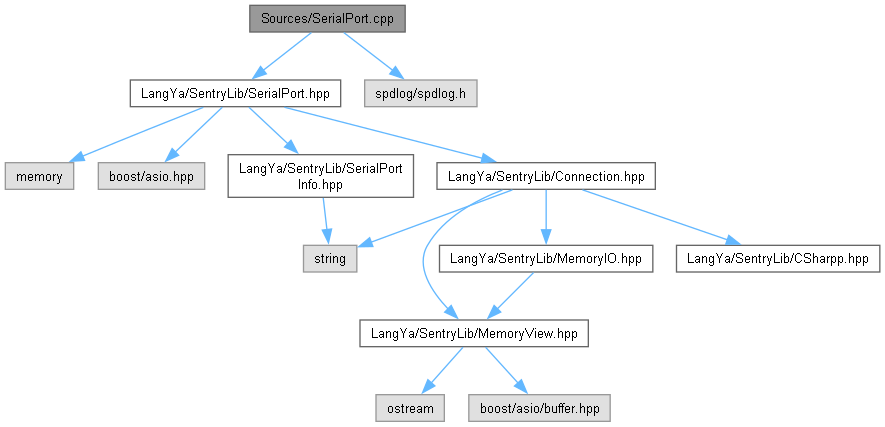 Sources/SerialPort.cpp
LangYa/SentryLib/SerialPort.hpp
spdlog/spdlog.h
memory
boost/asio.hpp
LangYa/SentryLib/SerialPort
Info.hpp
LangYa/SentryLib/Connection.hpp
string
LangYa/SentryLib/MemoryIO.hpp
LangYa/SentryLib/CSharpp.hpp
LangYa/SentryLib/MemoryView.hpp
ostream
boost/asio/buffer.hpp